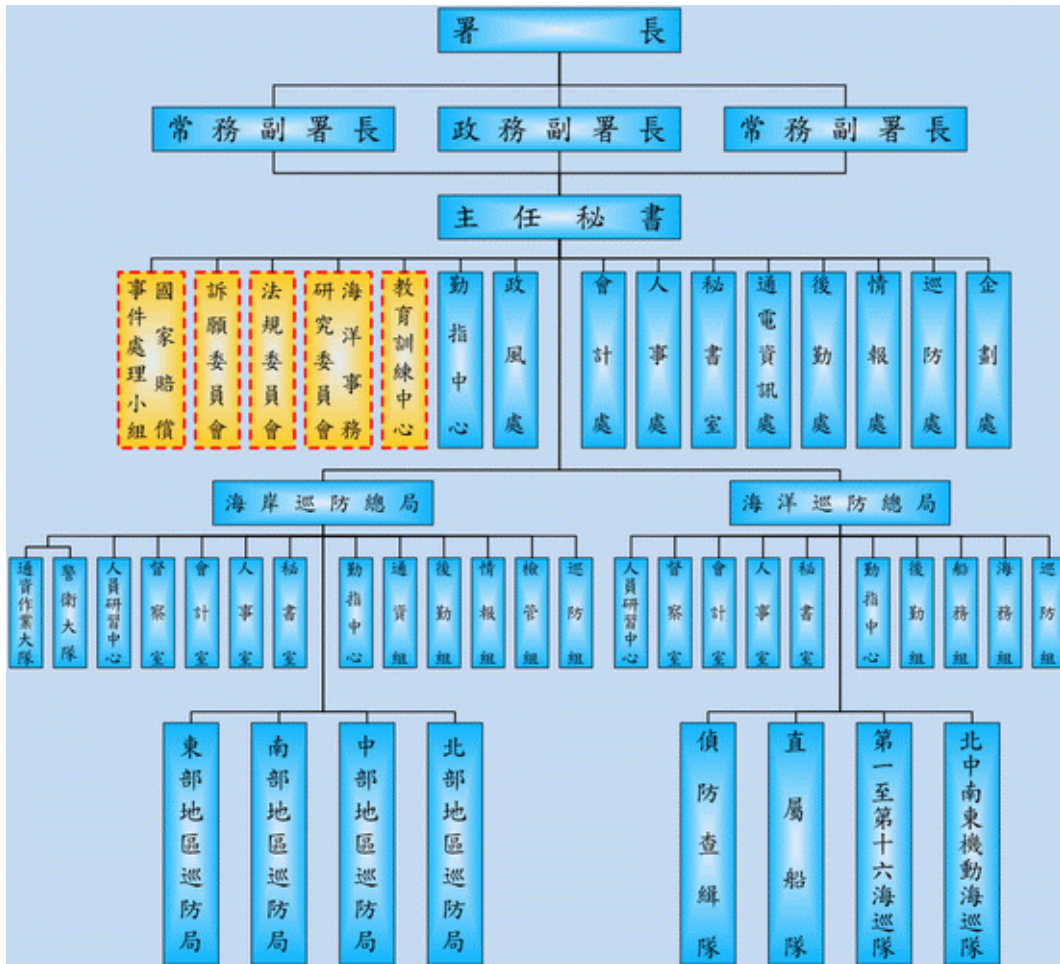 署長
常務副署長
政務副署長
常務副署長
主任秘書
企劃處
巡防處
情報處
後勤處
通電資訊處
秘書室
人事處
會計處
政風處
勤指中心
教育訓練中心
海洋事務
研究委員會
法規委員會
訴願委員會
國家賠償
事件處理小組
海岸巡防總局
海洋巡防總局
巡防組
檢管組
情報組
後勤組
通資組
勤指中心
秘書室
人事室
會計室
督察室
人員研習中心
警衛大隊
通資作業大隊
巡防組
海務組
船務組
後勤組
勤指中心
秘書室
人事室
會計室
督察室
人員研習中心
北部地區巡防局
中部地區巡防局
南部地區巡防局
東部地區巡防局
北中南東機動海巡隊
第一至第十六海巡隊
直屬船隊
偵防查緝隊